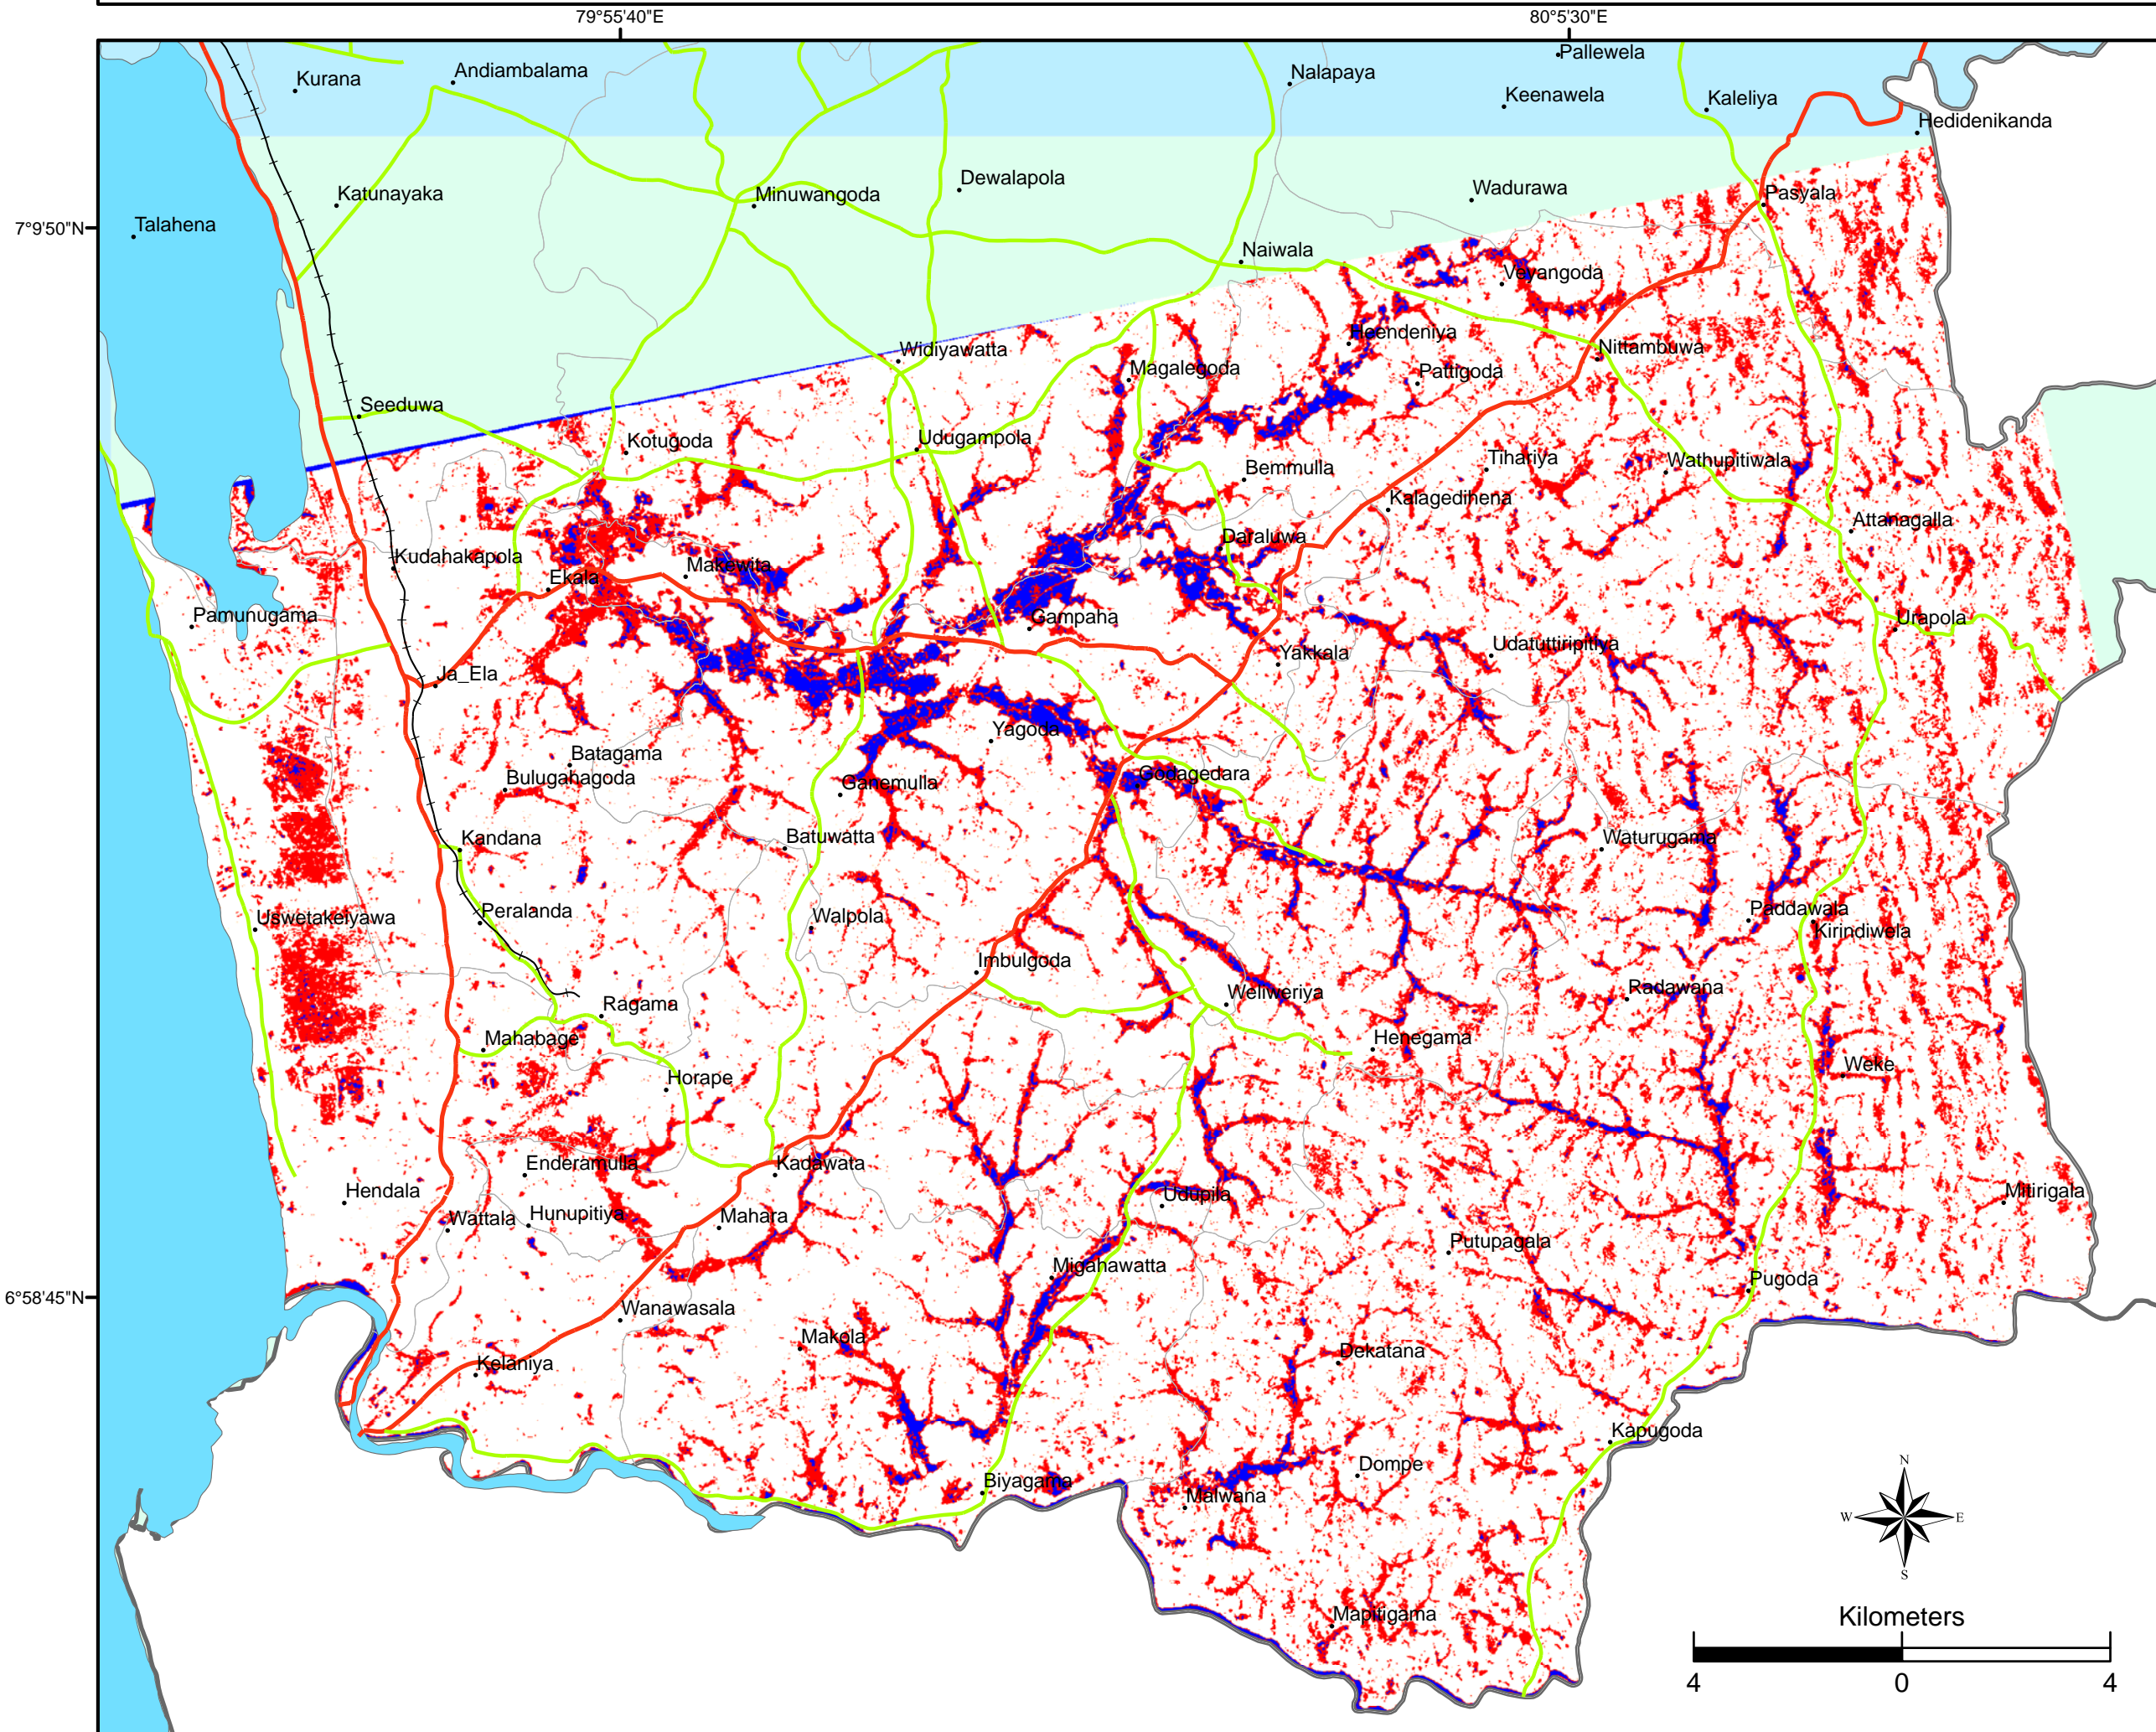 79°55'40"E
80°5'30"E
Pallewela
Kurana
Andiambalama
Nalapaya
Keenawela
Kaleliya
Hedidenikanda
Katunayaka
Minuwangoda
Dewalapola
Wadurawa
Pasyala
7°9'50"N
Talahena
Naiwala
Veyangoda
Heendeniya
Widiyawatta
Nittambuwa
Magalegoda
Pattigoda
Seeduwa
Kotugoda
Udugampola
Bemmulla
Tihariya
Wathupitiwala
Kalagedihena
Attanagalla
Daraluwa
Kudahakapola
Makewita
Ekala
Pamunugama
Gampaha
Urapola
Udatuttiripitiya
Yakkala
Ja_Ela
Yagoda
Batagama
Bulugahagoda
Ganemulla
Godagedara
Kandana
Batuwatta
Waturugama
Uswetakeiyawa
Peralanda
Walpola
Paddawala
Kirindiwela
Imbulgoda
Weliweriya
Radawana
Ragama
Mahabage
Henegama
Weke
Horape
Enderamulla
Kadawata
Hendala
Udupila
Mitirigala
Wattala
Hunupitiya
Mahara
Putupagala
Migahawatta
Pugoda
6°58'45"N
Wanawasala
Makola
Kelaniya
Dekatana
Kapugoda
Dompe
Biyagama
Malwana
N
W
E
S
Mapitigama
Kilometers
4
0
4